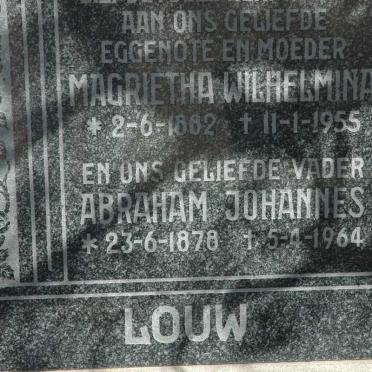 AAN ONS GELIEFDE
EGGENOTE EN MOEDER
MAGRIETHA WILHELMINA
* 2-6-1882 † 11-1-1955
EN ONS GELIEFDE VADER
ABRAHAM JOHANNES
* 23-6-1878 † 5-4-1964
LOUW